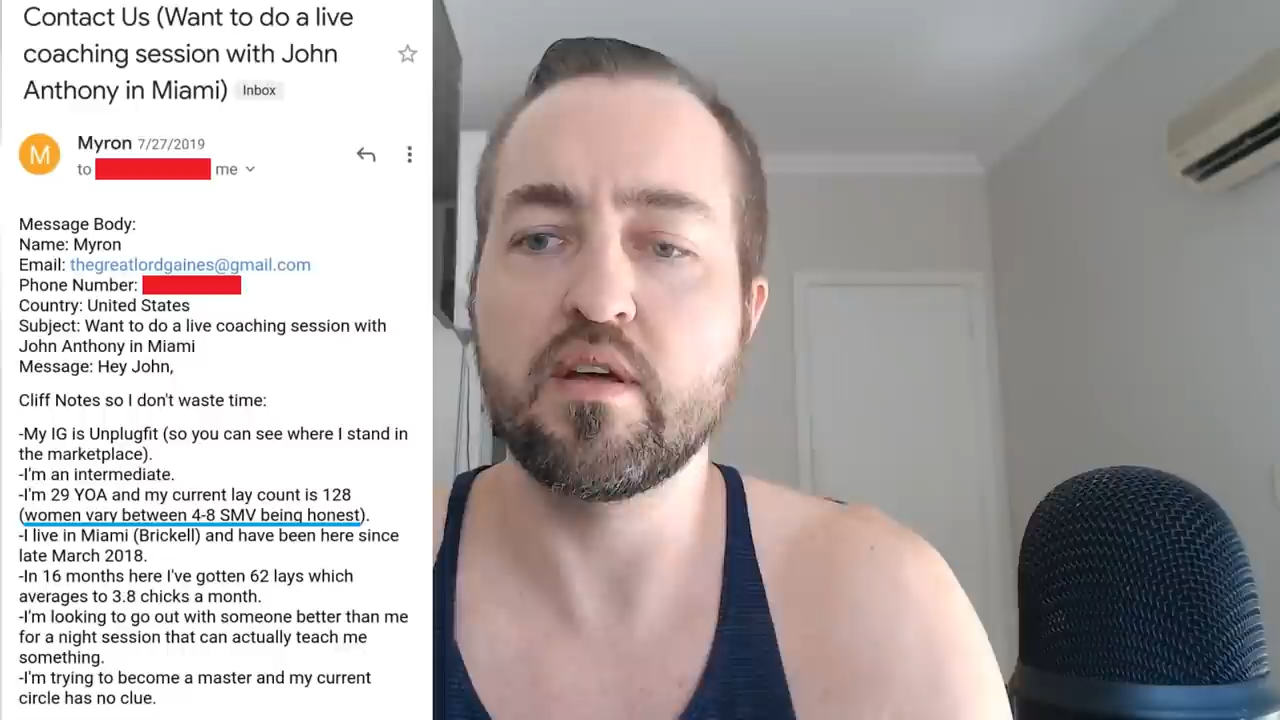 Contact Us (Want to do a live
coaching session with John
Anthony in Miami) Inbox
M
Myron 7/27/2019
to me
Message Body:
Name: Myron
Email: thegreatlordgaines@gmail.com
Phone Number:
Country: United States
Subject: Want to do a live coaching session with
John Anthony in Miami
Message: Hey John,
Cliff Notes so I don't waste time:
-My IG is Unplugfit (so you can see where I stand in
the marketplace).
-I'm an intermediate.
-I'm 29 YOA and my current lay count is 128
(women vary between 4-8 SMV being honest).
-I live in Miami (Brickell) and have been here since
late March 2018.
-In 16 months here I've gotten 62 lays which
averages to 3.8 chicks a month.
-I'm looking to go out with someone better than me
for a night session that can actually teach me
something.
-I'm trying to become a master and my current
circle has no clue.